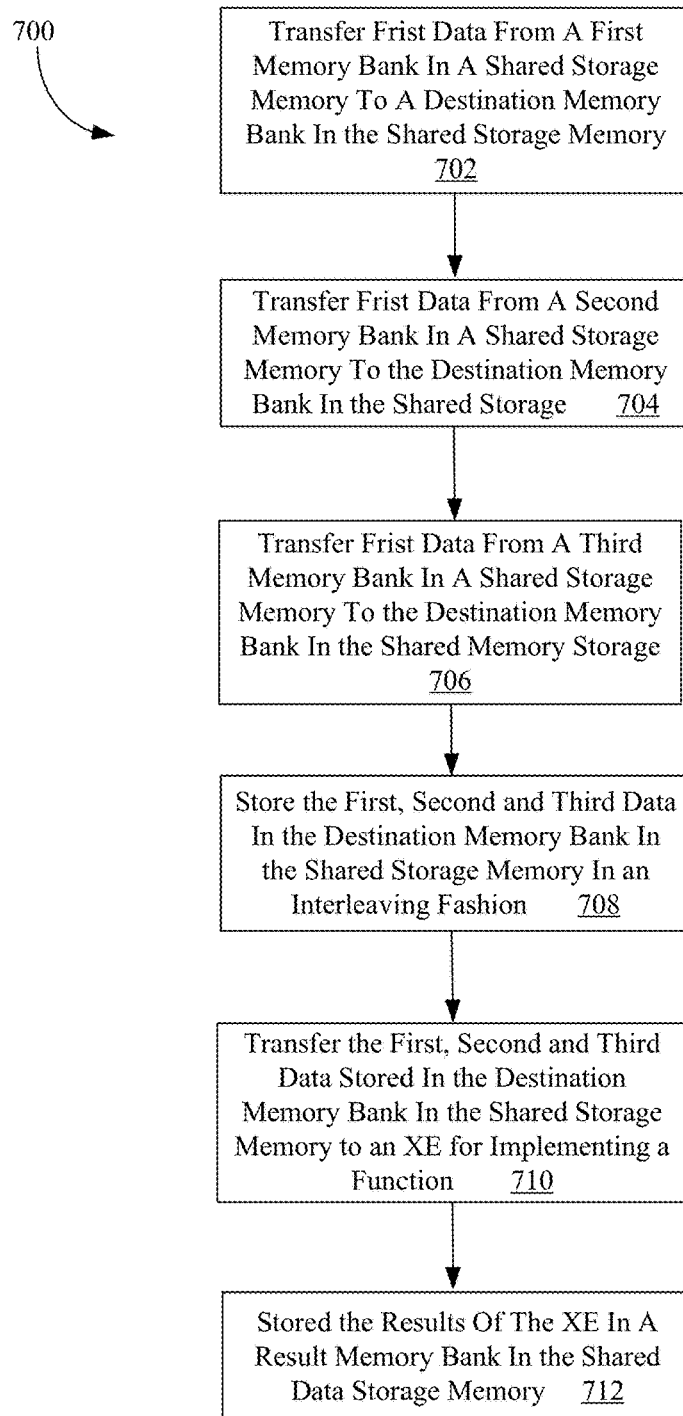 700
Transfer Frist Data From A First
Memory Bank In A Shared Storage
Memory To A Destination Memory
Bank In the Shared Storage Memory
702
Transfer Frist Data From A Second
Memory Bank In A Shared Storage
Memory To the Destination Memory
Bank In the Shared Storage 704
Transfer Frist Data From A Third
Memory Bank In A Shared Storage
Memory To the Destination Memory
Bank In the Shared Memory Storage
706
Store the First, Second and Third Data
In the Destination Memory Bank In
the Shared Storage Memory In an
Interleaving Fashion 708
Transfer the First, Second and Third
Data Stored In the Destination
Memory Bank In the Shared Storage
Memory to an XE for Implementing a
Function 710
Stored the Results Of The XE In A
Result Memory Bank In the Shared
Data Storage Memory 712